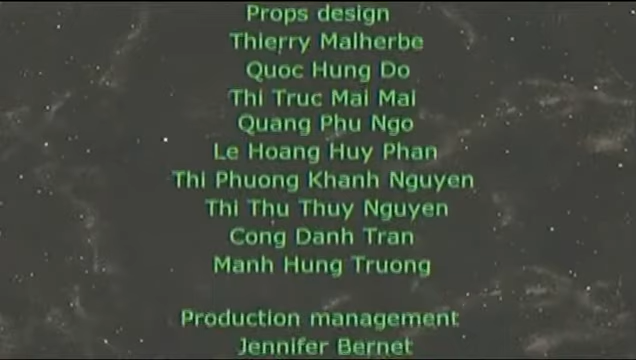 Props design
Thierry Malherbe
Quoc Hung Do
Thi Truc Mai Mai
Quang Phu Ngo
Le Hoang Huy Phan
Thi Phuong Khanh Nguyen
Thi Thu Thuy Nguyen
Cong Danh Tran
Manh Hung Truong
Production management
Jennifer Bernet